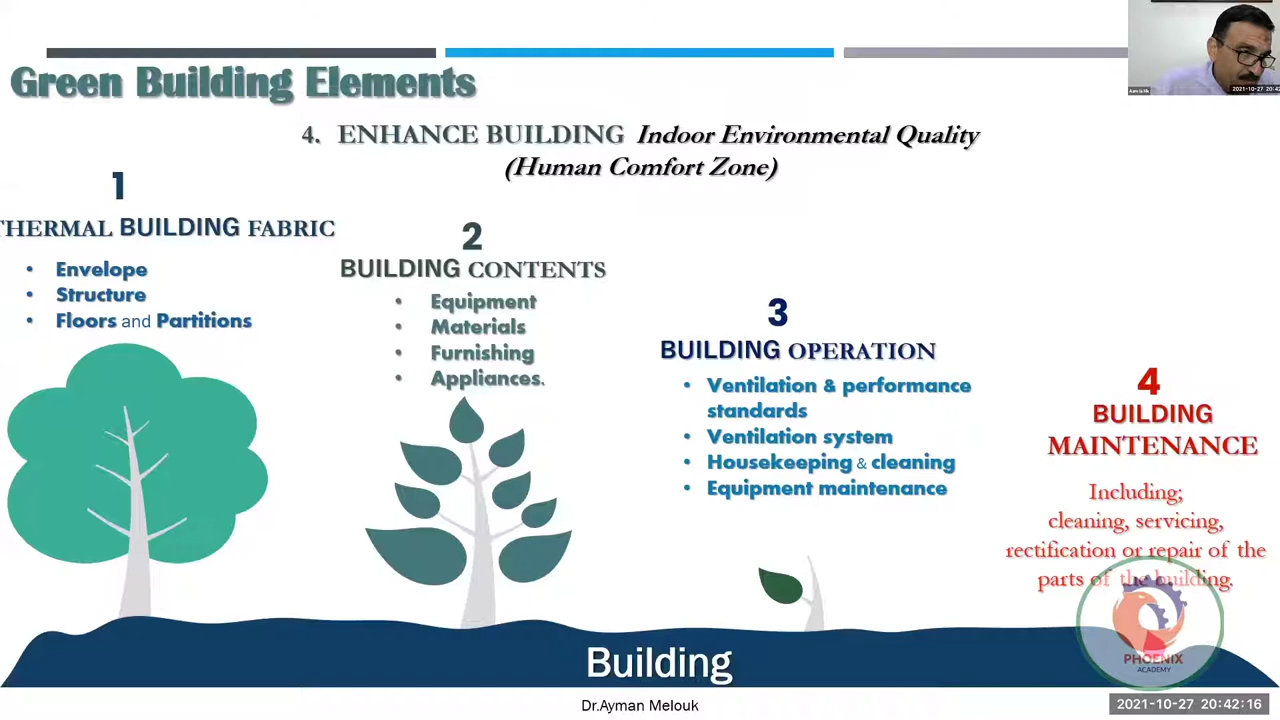 Green Building Elements
4. ENHANCE BUILDING Indoor Environmental Quality
(Human Comfort Zone)
1
THERMAL BUILDING FABRIC
• Envelope
• Structure
• Floors and Partitions
2
BUILDING CONTENTS
• Equipment
• Materials
• Furnishing
• Appliances.
3
BUILDING OPERATION
• Ventilation & performance
standards
• Ventilation system
• Housekeeping & cleaning
• Equipment maintenance
4
BUILDING
MAINTENANCE
Including;
cleaning, servicing,
rectification or repair of the
parts of the building.
PHOENIX
ACADEMY
Building
Dr.Ayman Melouk
2021-10-27 20:42:16